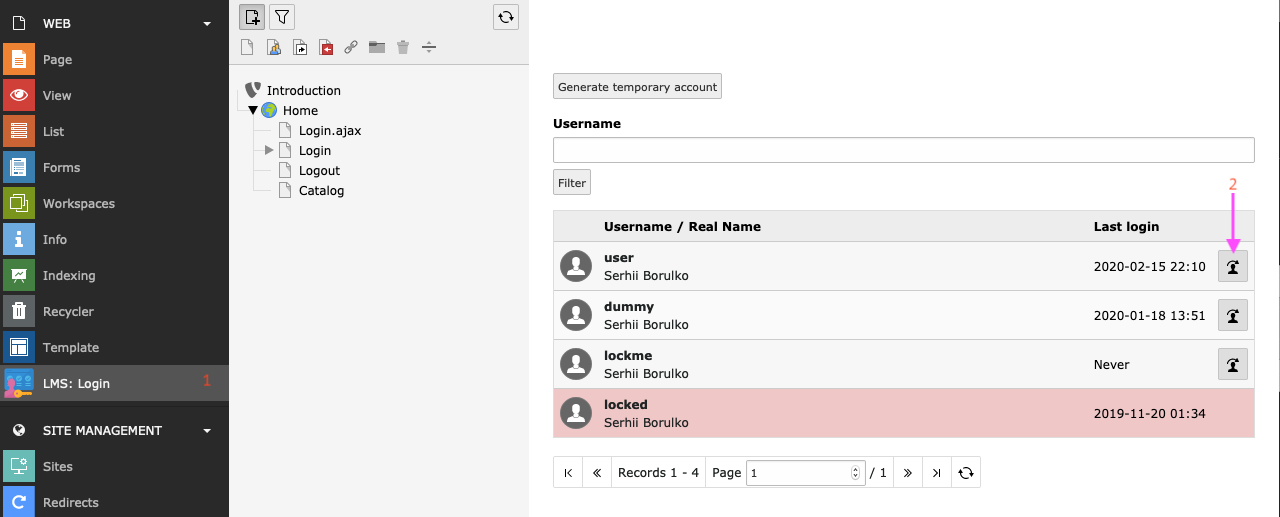 WEB
Page
View
List
Forms
Workspaces
Info
Indexing
Recycler
Template
LMS: Login 1
SITE MANAGEMENT
Sites
Redirects
Introduction
Home
Login.ajax
Login
Logout
Catalog
Generate temporary account
Username
Filter
2
Username / Real Name Last login
user
Serhii Borulko
2020-02-15 22:10
dummy
Serhii Borulko
2020-01-18 13:51
lockme
Serhii Borulko
Never
locked
Serhii Borulko
2019-11-20 01:34
Records 1 - 4 Page 1 / 1